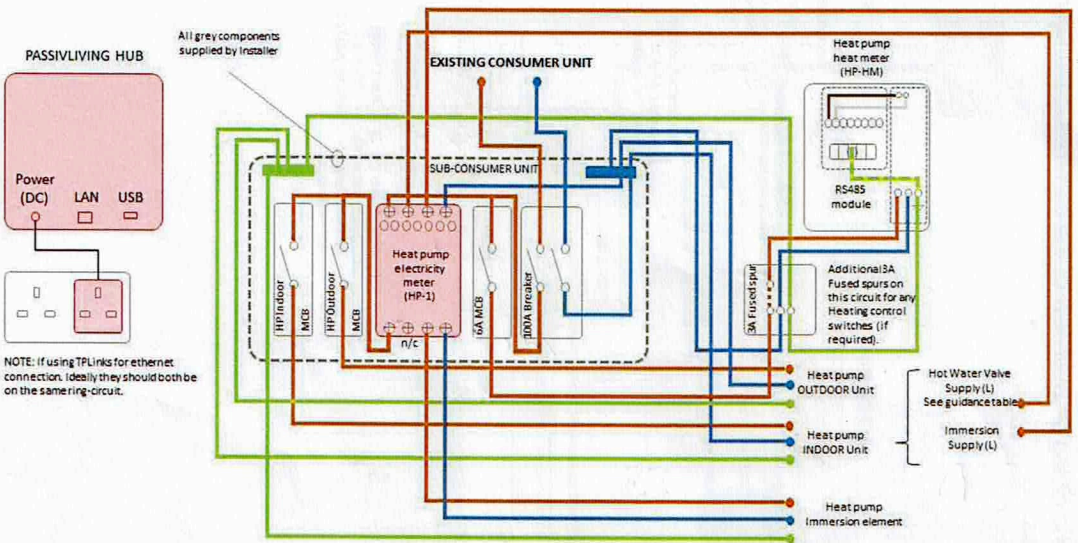 PASSIVLIVING HUB
Power
(DC)
LAN
USB
NOTE: If using TPLinks for ethernet
connection. Ideally they should both be
on the same ring-circuit.
All grey components
supplied by Installer
EXISTING CONSUMER UNIT
SUB-CONSUMER UNIT
HP Indoor
MCB
HP Outdoor
MCB
Heat pump
electricity
meter
(HP-1)
n/c
6A MCB
100A Breaker
Heat pump
heat meter
(HP-HM)
RS485
module
3A Fused spur
Additional 3A
Fused spurs on
this circuit for any
Heating control
switches (if
required).
Heat pump
OUTDOOR Unit
Heat pump
INDOOR Unit
Hot Water Valve
Supply (L)
See guidance table
Immersion
Supply (L)
Heat pump
Immersion element